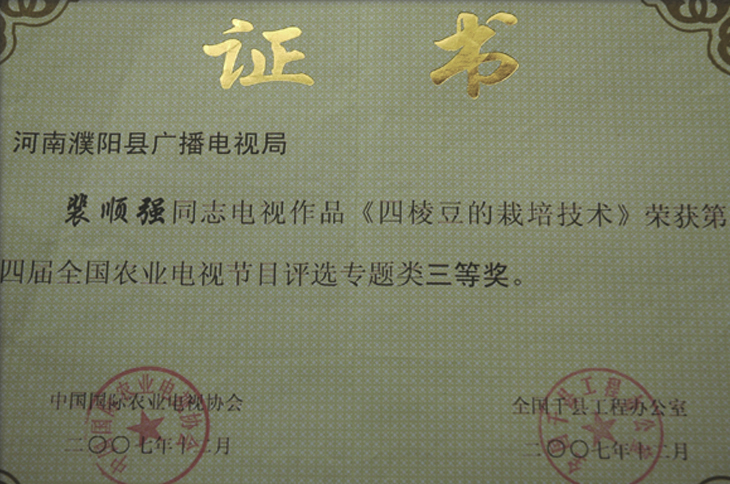 证书
河南濮阳县广播电视局
裴顺强同志电视作品《四棱豆的栽培技术》荣获第
四届全国农业电视节目评选专题类三等奖。
中国国际农业电视协会
全国千县工程办公室
二〇〇七年十二月
二〇〇七年十二月